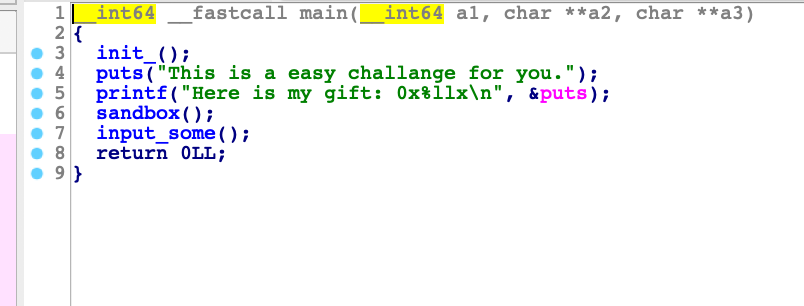 1 __int64 __fastcall main(__int64 a1, char **a2, char **a3)
2 {
3 init_();
4 puts("This is a easy challange for you.");
5 printf("Here is my gift: 0x%llx\n", &puts);
6 sandbox();
7 input_some();
8 return 0LL;
9 }